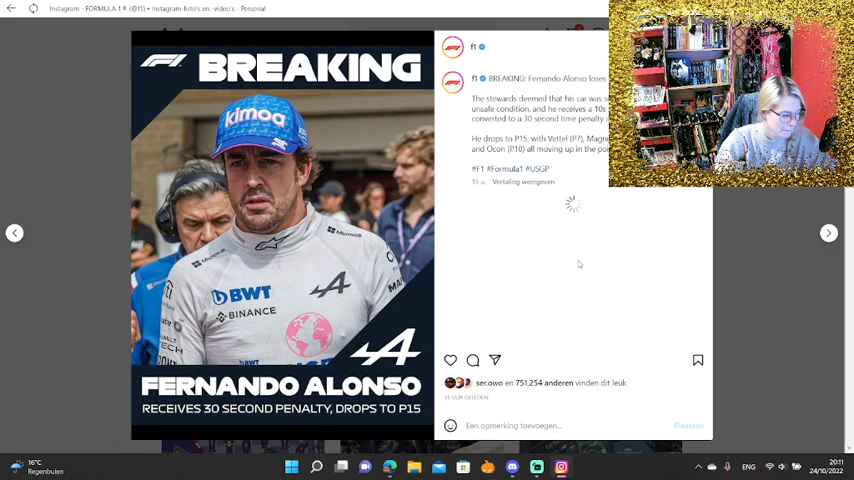 Instagram - FORMULA 1® (@f1) • Instagram-foto's en -video's - Personal
BREAKING
kimoa
Microsoft
Microsoft
BWT
BINANCE
BWT
FERNANDO ALONSO
RECEIVES 30 SECOND PENALTY, DROPS TO P15
f1
f1 BREAKING: Fernando Alonso loses
The stewards deemed that his car was
unsafe condition, and he receives a 10s
converted to a 30 second time penalty
He drops to P15, with Vettel (P7),
and Ocon (P10) all moving up in the
#F1 #Formula1 #USGP
15 u. Vertaling weergeven
ser.owo en 751,254 anderen vinden dit leuk
15 UUR GELEDEN
Een opmerking toevoegen...
Plaatsen
16°C
Regenbuien
ENG
20:11
24/10/2022